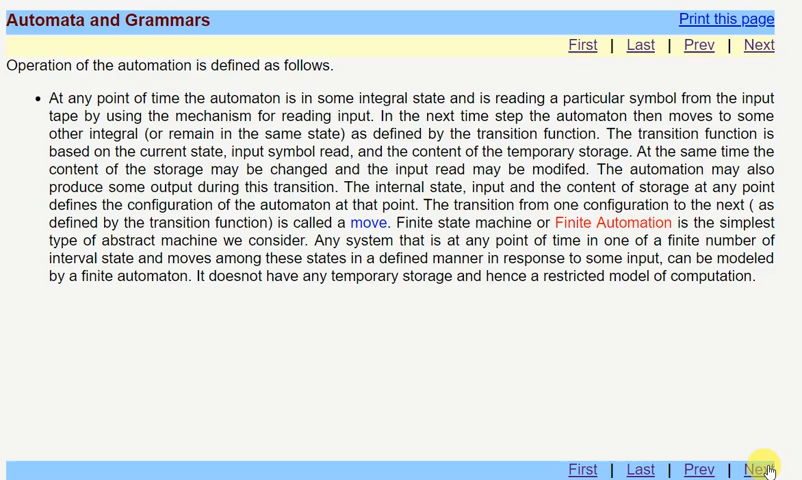 Automata and Grammars
Print this page
First | Last | Prev | Next
Operation of the automation is defined as follows.
• At any point of time the automaton is in some integral state and is reading a particular symbol from the input
tape by using the mechanism for reading input. In the next time step the automaton then moves to some
other integral (or remain in the same state) as defined by the transition function. The transition function is
based on the current state, input symbol read, and the content of the temporary storage. At the same time the
content of the storage may be changed and the input read may be modifed. The automation may also
produce some output during this transition. The internal state, input and the content of storage at any point
defines the configuration of the automaton at that point. The transition from one configuration to the next ( as
defined by the transition function) is called a move. Finite state machine or Finite Automation is the simplest
type of abstract machine we consider. Any system that is at any point of time in one of a finite number of
interval state and moves among these states in a defined manner in response to some input, can be modeled
by a finite automaton. It doesnot have any temporary storage and hence a restricted model of computation.
First | Last | Prev | Next